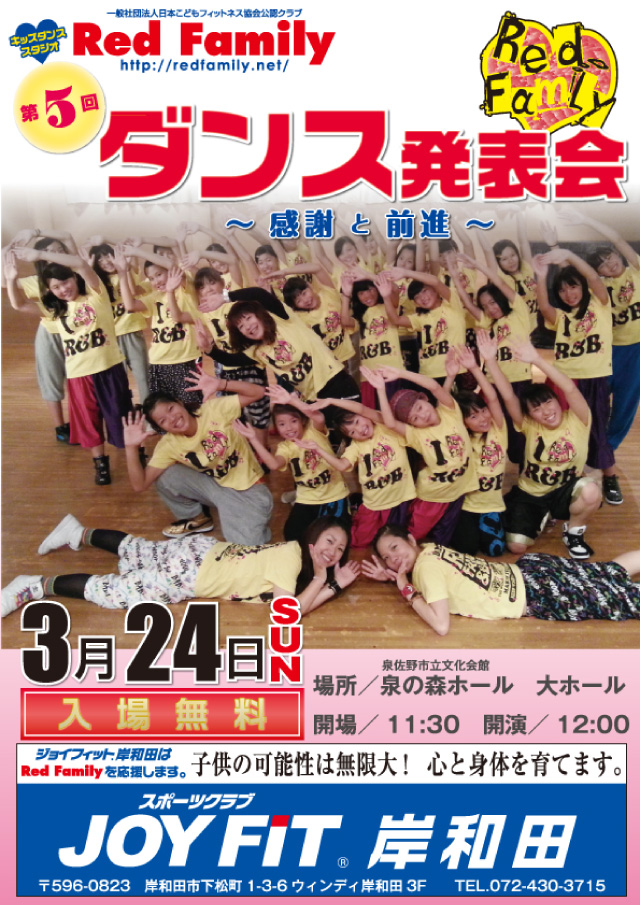 一般社団法人日本こどもフィットネス協会公認クラブ
キッズダンス
スタジオ
Red Family
http://redfamily.net/
Red
Family
第5回
ダンス発表会
～ 感謝 と 前進 ～
I
R&B
3月24日SUN
入場無料
泉佐野市立文化会館
場所／泉の森ホール 大ホール
開場／11:30 開演／12:00
ジョイフィット岸和田は
Red Familyを応援します。
子供の可能性は無限大！ 心と身体を育てます。
スポーツクラブ
JOYFiT® 岸和田
〒596-0823 岸和田市下松町1-3-6ウィンディ岸和田3F TEL.072-430-3715